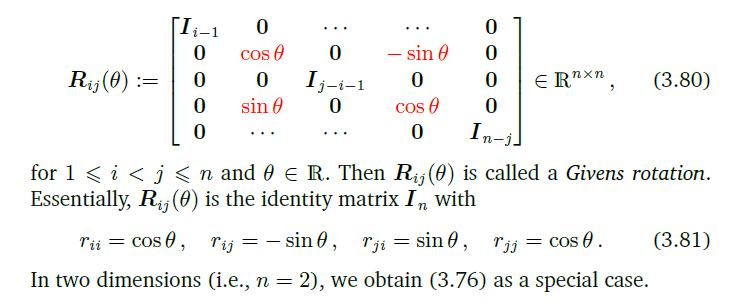 I_{i−1} 0 ⋯ ⋯ 0
0 cos θ 0 − sin θ 0
R_{ij}(θ) := 0 0 I_{j−i−1} 0 0 ∈ ℝ^{n×n} , (3.80)
0 sin θ 0 cos θ 0
0 ⋯ ⋯ 0 I_{n−j}
for 1 ⩽ i < j ⩽ n and θ ∈ ℝ. Then R_{ij}(θ) is called a Givens rotation.
Essentially, R_{ij}(θ) is the identity matrix I_n with
r_{ii} = cos θ , r_{ij} = − sin θ , r_{ji} = sin θ , r_{jj} = cos θ . (3.81)
In two dimensions (i.e., n = 2), we obtain (3.76) as a special case.